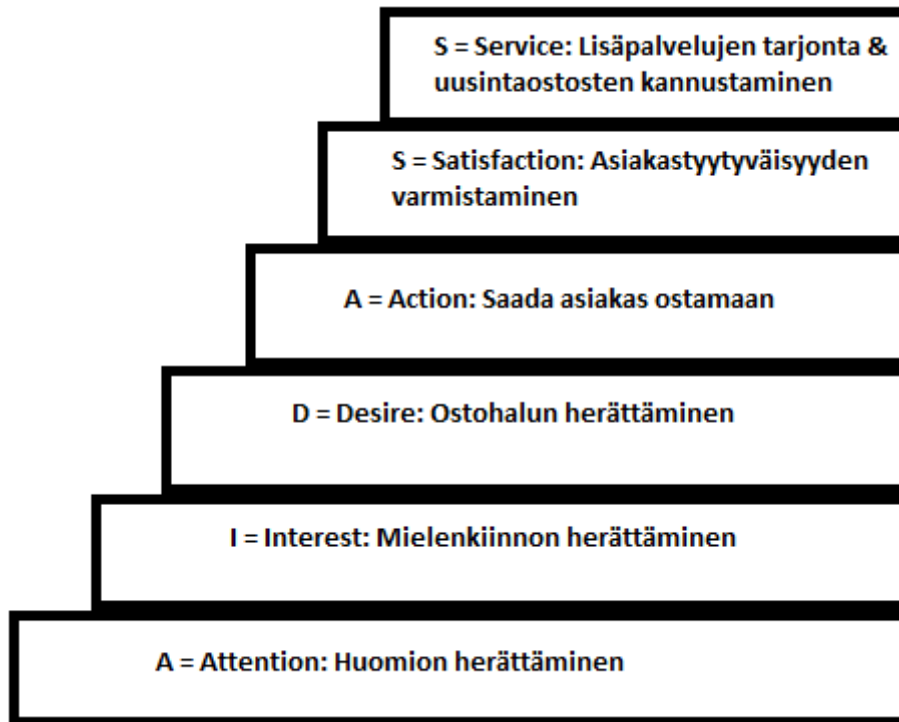 S = Service: Lisäpalvelujen tarjonta &
uusintaostosten kannustaminen
S = Satisfaction: Asiakastyytyväisyyden
varmistaminen
A = Action: Saada asiakas ostamaan
D = Desire: Ostohalun herättäminen
I = Interest: Mielenkiinnon herättäminen
A = Attention: Huomion herättäminen